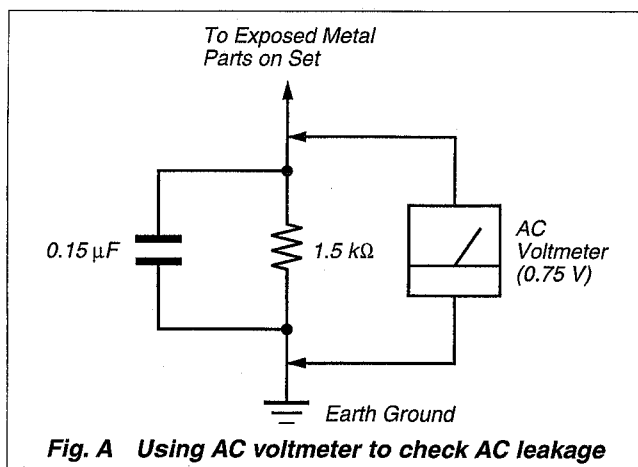 To Exposed Metal
Parts on Set
0.15 μF
1.5 kΩ
AC
Voltmeter
(0.75 V)
Earth Ground
Fig. A Using AC voltmeter to check AC leakage